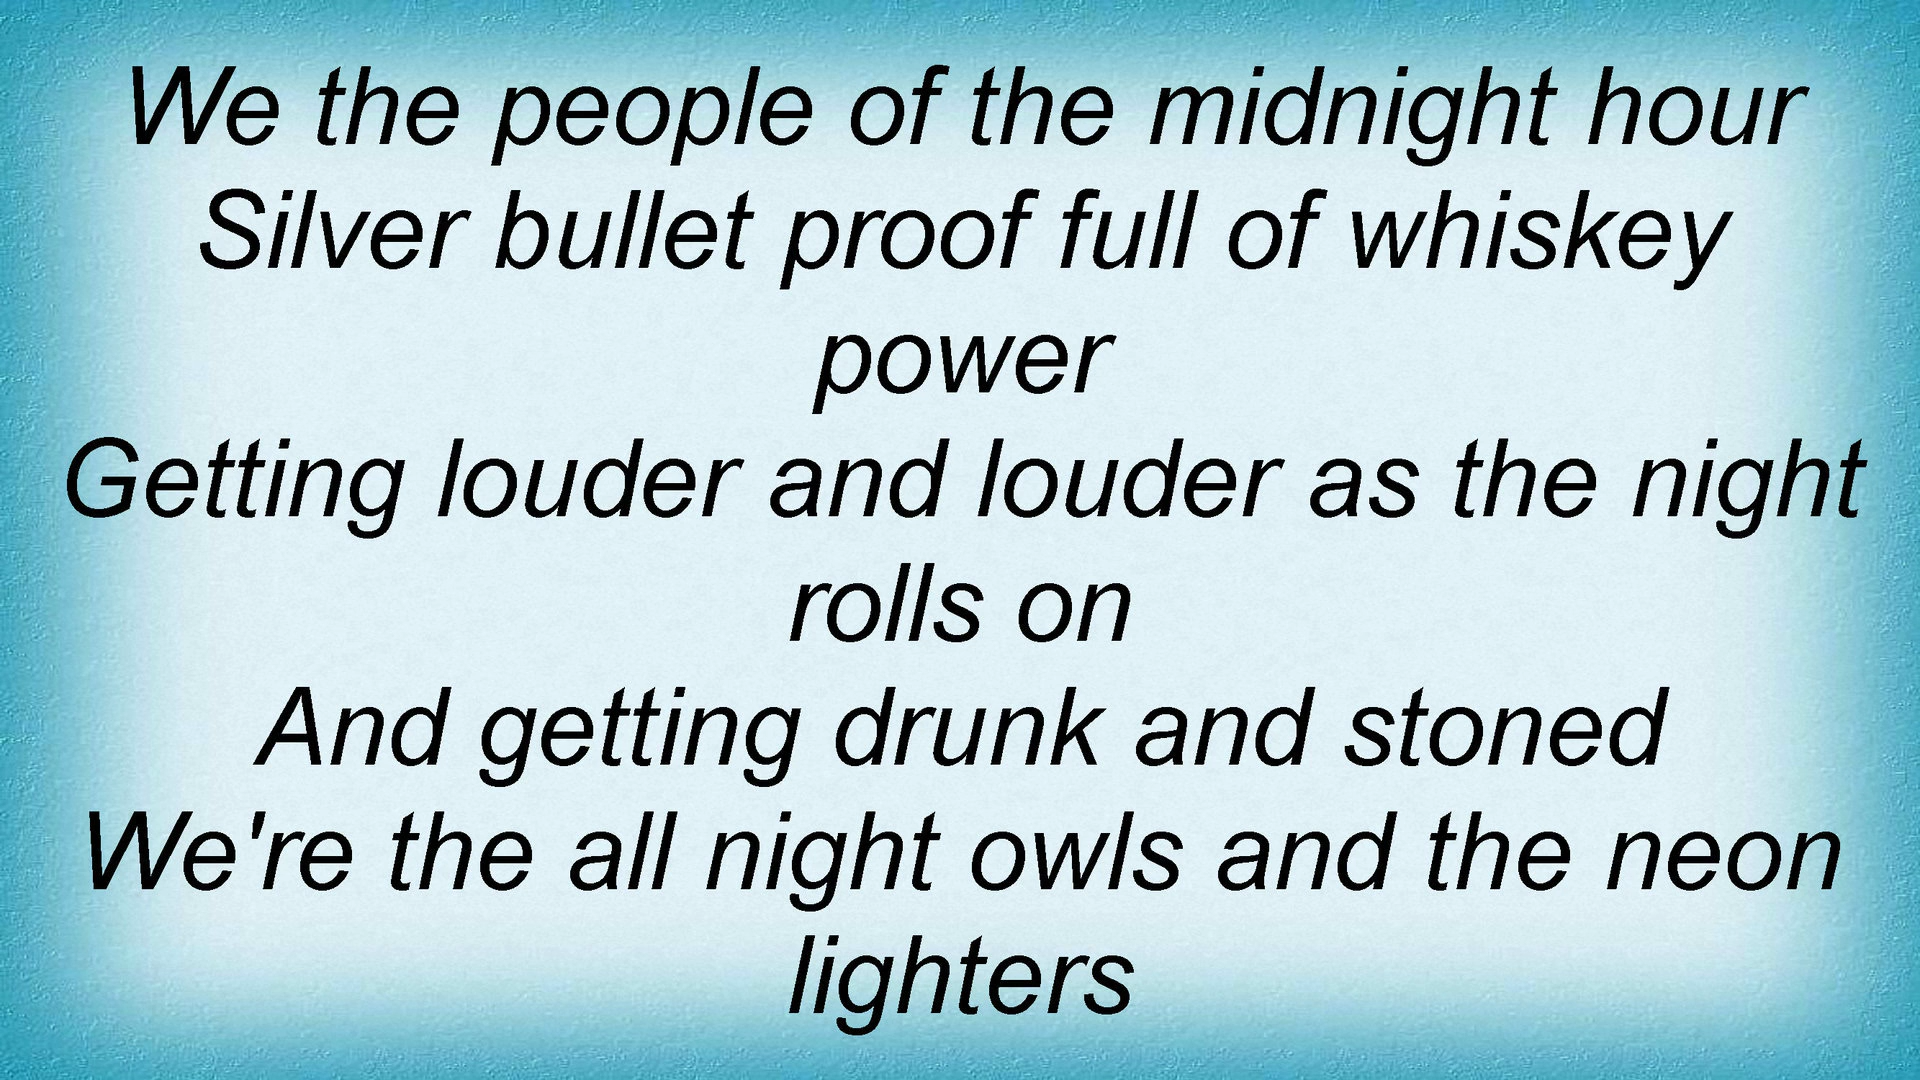 We the people of the midnight hour
Silver bullet proof full of whiskey
power
Getting louder and louder as the night
rolls on
And getting drunk and stoned
We're the all night owls and the neon
lighters